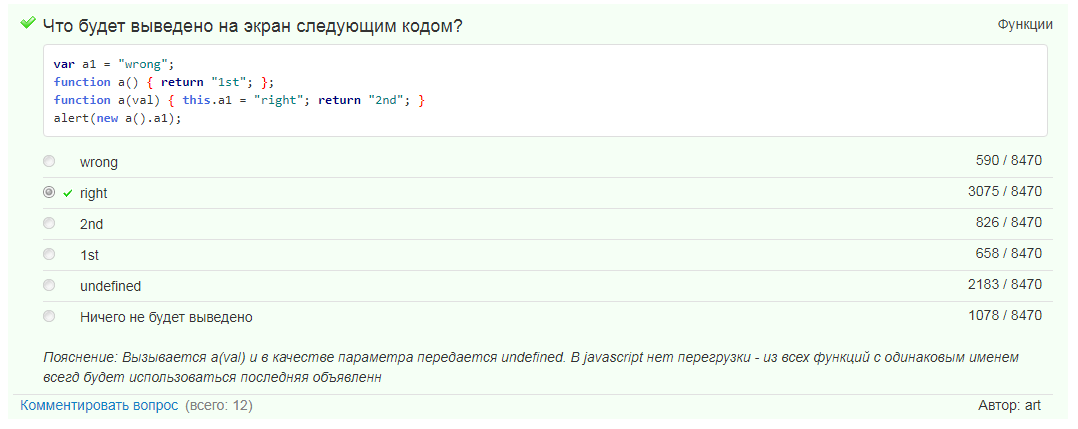 Что будет выведено на экран следующим кодом?
Функции
var a1 = "wrong";
function a() { return "1st"; };
function a(val) { this.a1 = "right"; return "2nd"; }
alert(new a().a1);
wrong 590 / 8470
right 3075 / 8470
2nd 826 / 8470
1st 658 / 8470
undefined 2183 / 8470
Ничего не будет выведено 1078 / 8470
Пояснение: Вызывается a(val) и в качестве параметра передается undefined. В javascript нет перегрузки - из всех функций с одинаковым именем
всегд будет использоваться последняя объявленн
Комментировать вопрос (всего: 12) Автор: art